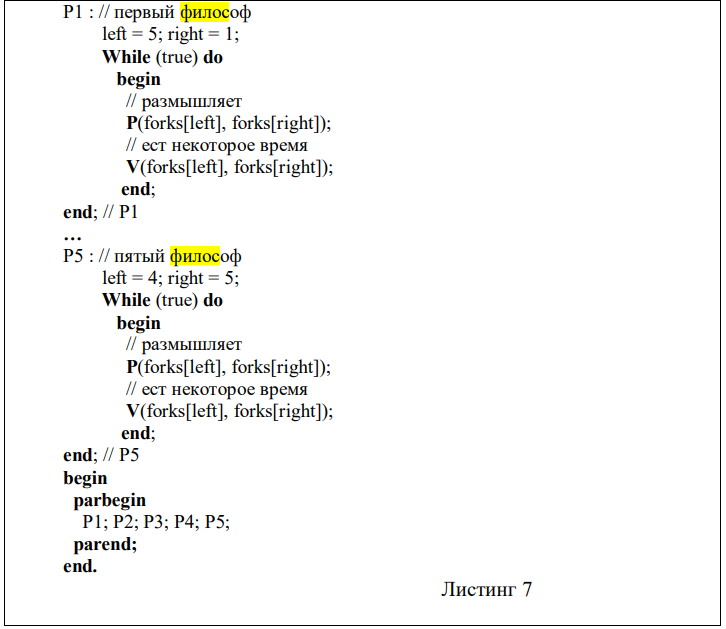 P1 : // первый философ
left = 5; right = 1;
While (true) do
begin
// размышляет
P(forks[left], forks[right]);
// ест некоторое время
V(forks[left], forks[right]);
end;
end; // P1
...
P5 : // пятый философ
left = 4; right = 5;
While (true) do
begin
// размышляет
P(forks[left], forks[right]);
// ест некоторое время
V(forks[left], forks[right]);
end;
end; // P5
begin
parbegin
P1; P2; P3; P4; P5;
parend;
end.
Листинг 7